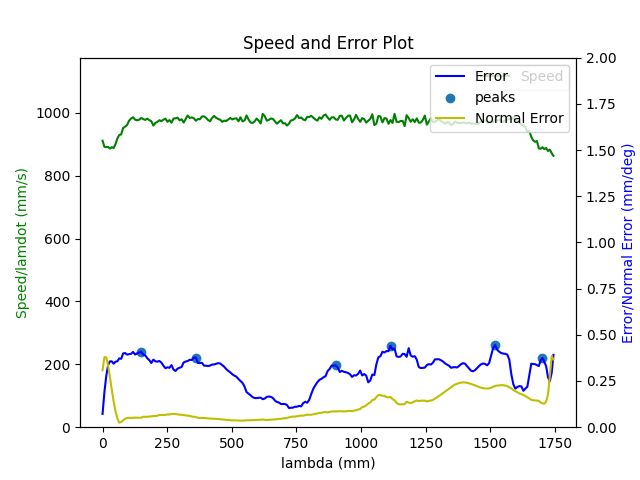 Speed and Error Plot
Error
Speed
peaks
Normal Error
Speed/lamdot (mm/s)
1000
800
600
400
200
0
2.00
1.75
1.50
1.25
1.00
0.75
0.50
0.25
0.00
Error/Normal Error (mm/deg)
0 250 500 750 1000 1250 1500 1750
lambda (mm)